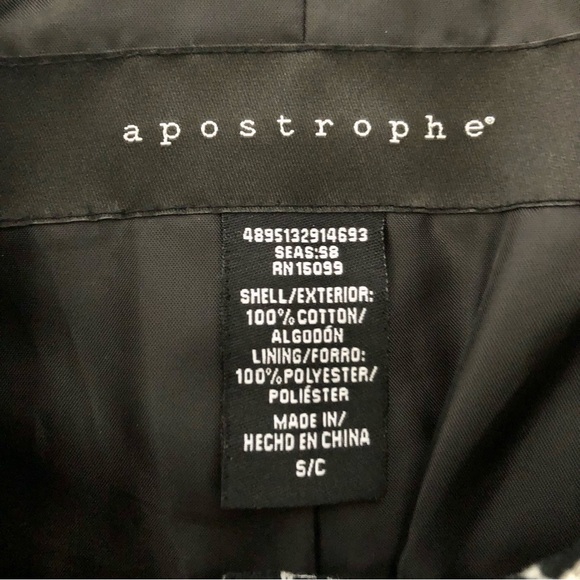 apostrophe®
4895132914693
SEAS:S8
RN15099
SHELL/EXTERIOR:
100% COTTON/
ALGODÓN
LINING/FORRO:
100% POLYESTER/
POLIÉSTER
MADE IN/
HECHO EN CHINA
S/C